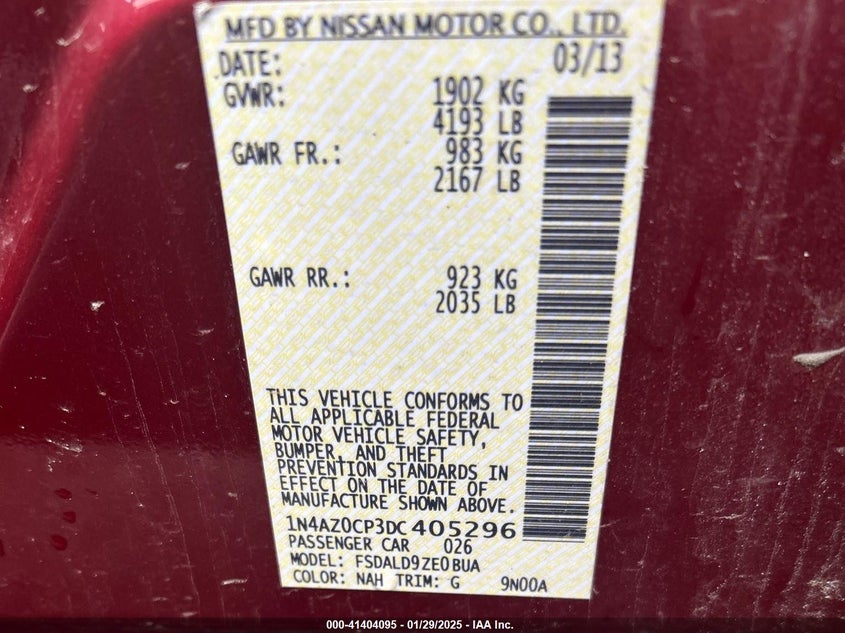 MFD BY NISSAN MOTOR CO., LTD.
DATE: 03/13
GVWR: 1902 KG
4193 LB
GAWR FR.: 983 KG
2167 LB
GAWR RR.: 923 KG
2035 LB
THIS VEHICLE CONFORMS TO
ALL APPLICABLE FEDERAL
MOTOR VEHICLE SAFETY,
BUMPER, AND THEFT
PREVENTION STANDARDS IN
EFFECT ON THE DATE OF
MANUFACTURE SHOWN ABOVE.
1N4AZ0CP3DC405296
PASSENGER CAR 026
MODEL: FSDALD9ZE0BUA
COLOR: NAH TRIM: G 9N00A
000-41404095 — 01/29/2025 — IAA Inc.